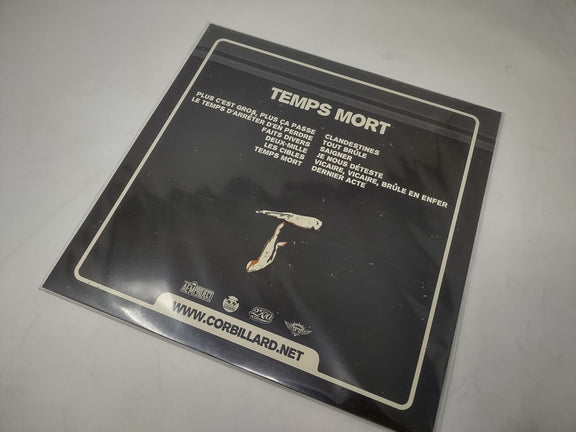 TEMPS MORT
PLUS C'EST GROS, PLUS ÇA PASSE
LE TEMPS D'ARRÊTER D'EN PERDRE
FAITS DIVERS
DEUX-MILLE
LES CIBLES
TEMPS MORT
CLANDESTINES
TOUT BRÛLE
SAIGNER
JE NOUS DÉTESTE
VICAIRE, VICAIRE, BRÛLE EN ENFER
DERNIER ACTE
WWW.CORBILLARD.NET